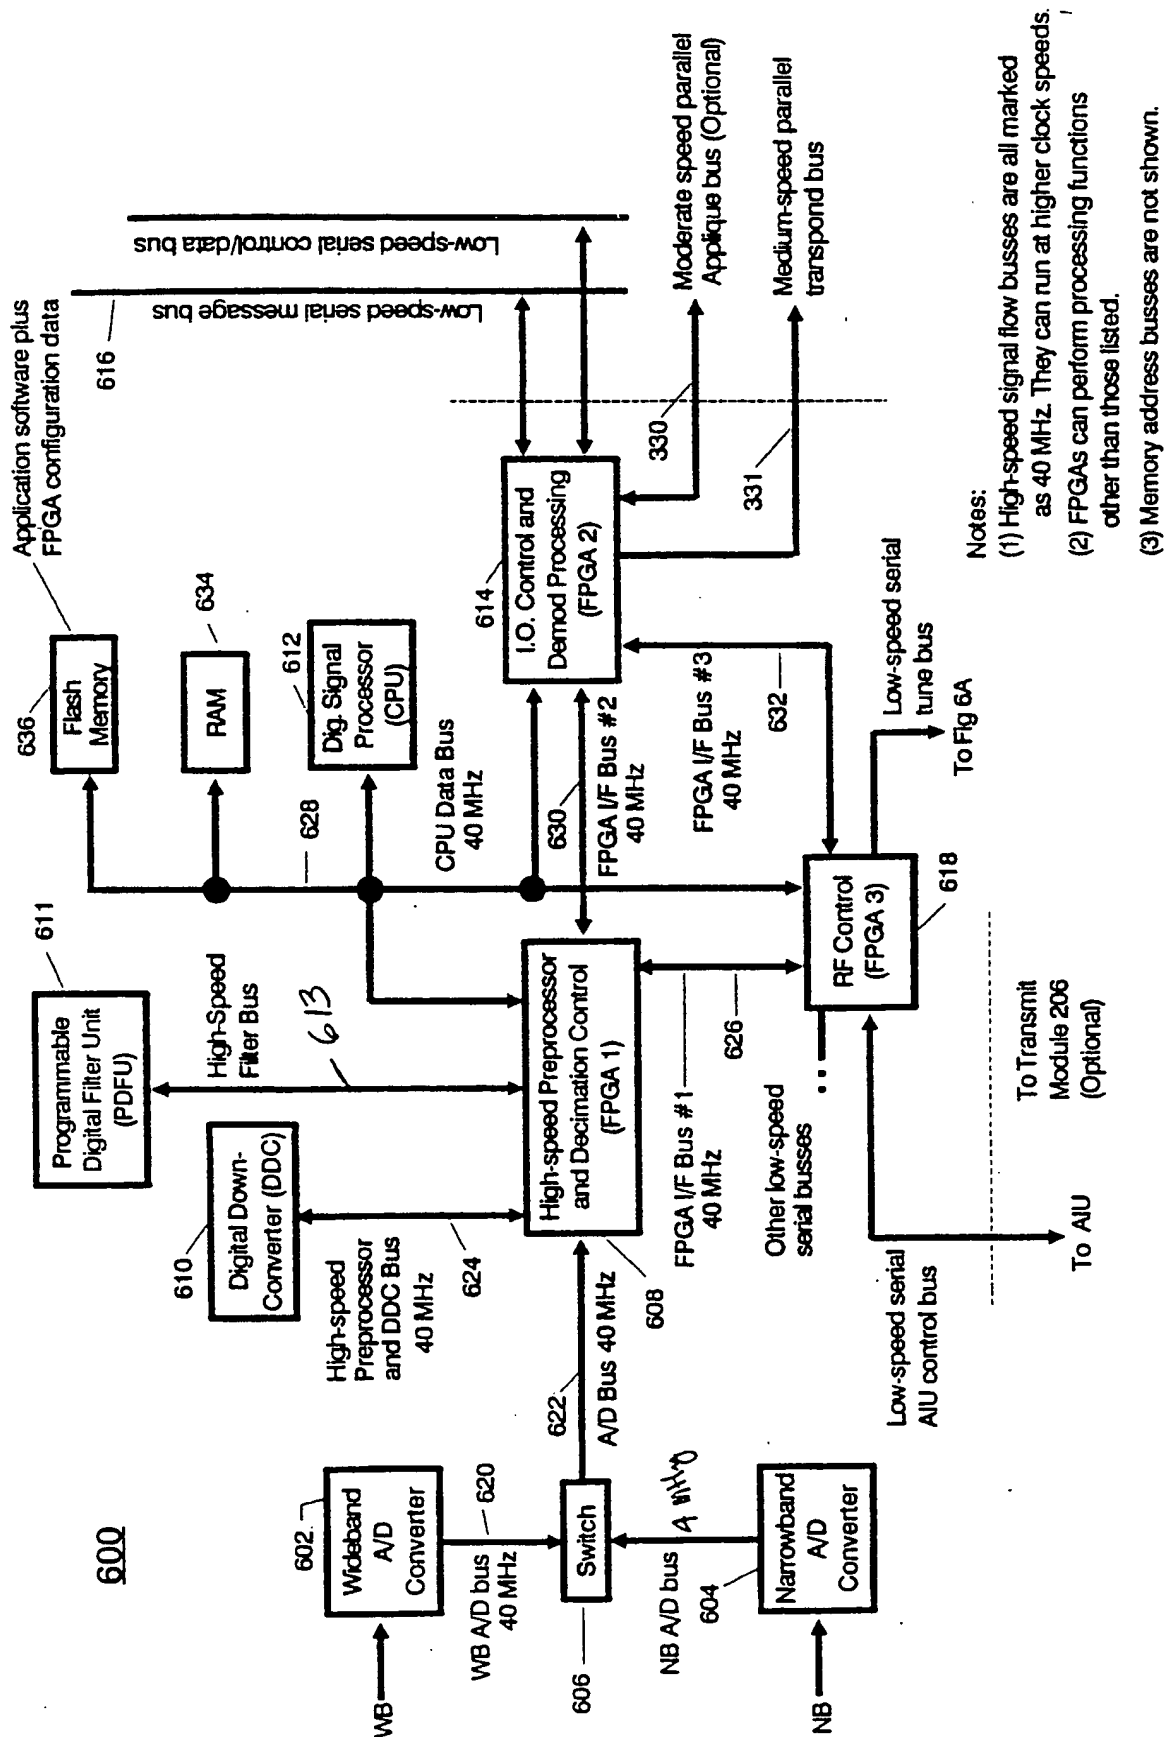 600
WB
602
Wideband
A/D
Converter
WB A/D bus
40 MHz
620
606
Switch
NB A/D bus
604
Narrowband
A/D
Converter
NB
622
A/D Bus 40 MHz
608
610
Digital Down-
Converter (DDC)
High-speed
Preprocessor
and DDC Bus
40 MHz
624
611
Programmable
Digital Filter Unit
(PDFU)
High-Speed
Filter Bus
613
High-speed Preprocessor
and Decimation Control
(FPGA 1)
FPGA I/F Bus #1
40 MHz
626
Other low-speed
serial busses
...
Low-speed serial
AIU control bus
To AIU
To Transmit
Module 206
(Optional)
RF Control
(FPGA 3)
618
Low-speed serial
tune bus
To Fig 6A
636
Flash
Memory
Application software plus
FPGA configuration data
RAM
634
612
Dig. Signal
Processor
(CPU)
628
CPU Data Bus
40 MHz
630
FPGA I/F Bus #2
40 MHz
FPGA I/F Bus #3
40 MHz
632
614
I.O. Control and
Demod Processing
(FPGA 2)
616
Low-speed serial message bus
Low-speed serial control/data bus
330
Moderate speed parallel
Applique bus (Optional)
331
Medium-speed parallel
transpond bus
Notes:
(1) High-speed signal flow busses are all marked
as 40 MHz. They can run at higher clock speeds.
(2) FPGAs can perform processing functions
other than those listed.
(3) Memory address busses are not shown.